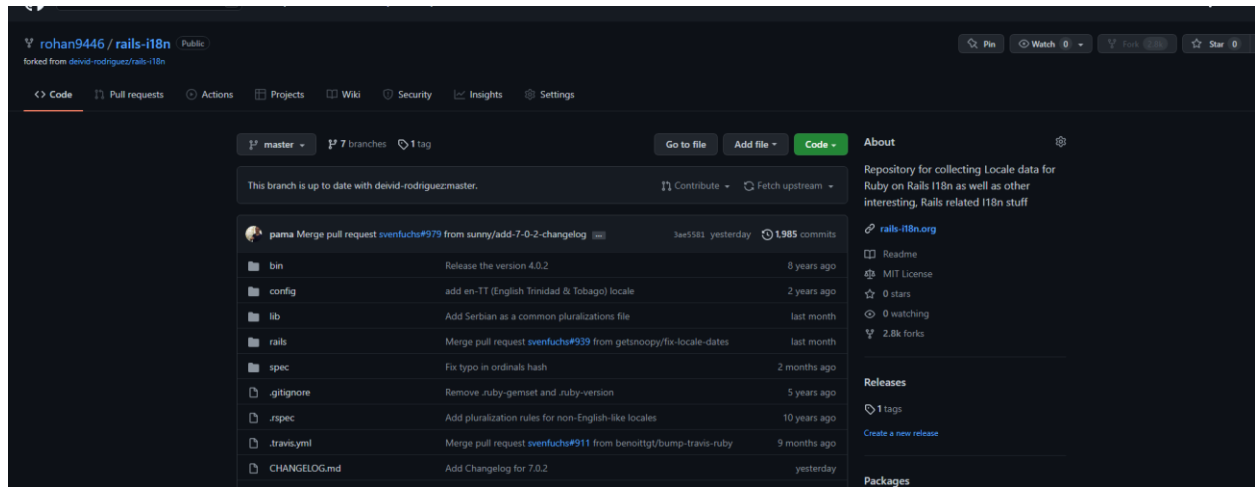 rohan9446 / rails-i18n Public
Pin
Watch 0
Fork 2.8k
Star 0
forked from deivid-rodriguez/rails-i18n
<> Code
Pull requests
Actions
Projects
Wiki
Security
Insights
Settings
master
7 branches
1 tag
Go to file
Add file
Code
This branch is up to date with deivid-rodriguez:master.
Contribute
Fetch upstream
pama Merge pull request svenfuchs#979 from sunny/add-7-0-2-changelog ... 3ae5581 yesterday 1,985 commits
bin Release the version 4.0.2 8 years ago
config add en-TT (English Trinidad & Tobago) locale 2 years ago
lib Add Serbian as a common pluralizations file last month
rails Merge pull request svenfuchs#939 from getsnoopy/fix-locale-dates last month
spec Fix typo in ordinals hash 2 months ago
.gitignore Remove .ruby-gemset and .ruby-version 5 years ago
.rspec Add pluralization rules for non-English-like locales 10 years ago
.travis.yml Merge pull request svenfuchs#911 from benoittgt/bump-travis-ruby 9 months ago
CHANGELOG.md Add Changelog for 7.0.2 yesterday
About
Repository for collecting Locale data for
Ruby on Rails I18n as well as other
interesting, Rails related I18n stuff
rails-i18n.org
Readme
MIT License
0 stars
0 watching
2.8k forks
Releases
1 tags
Create a new release
Packages